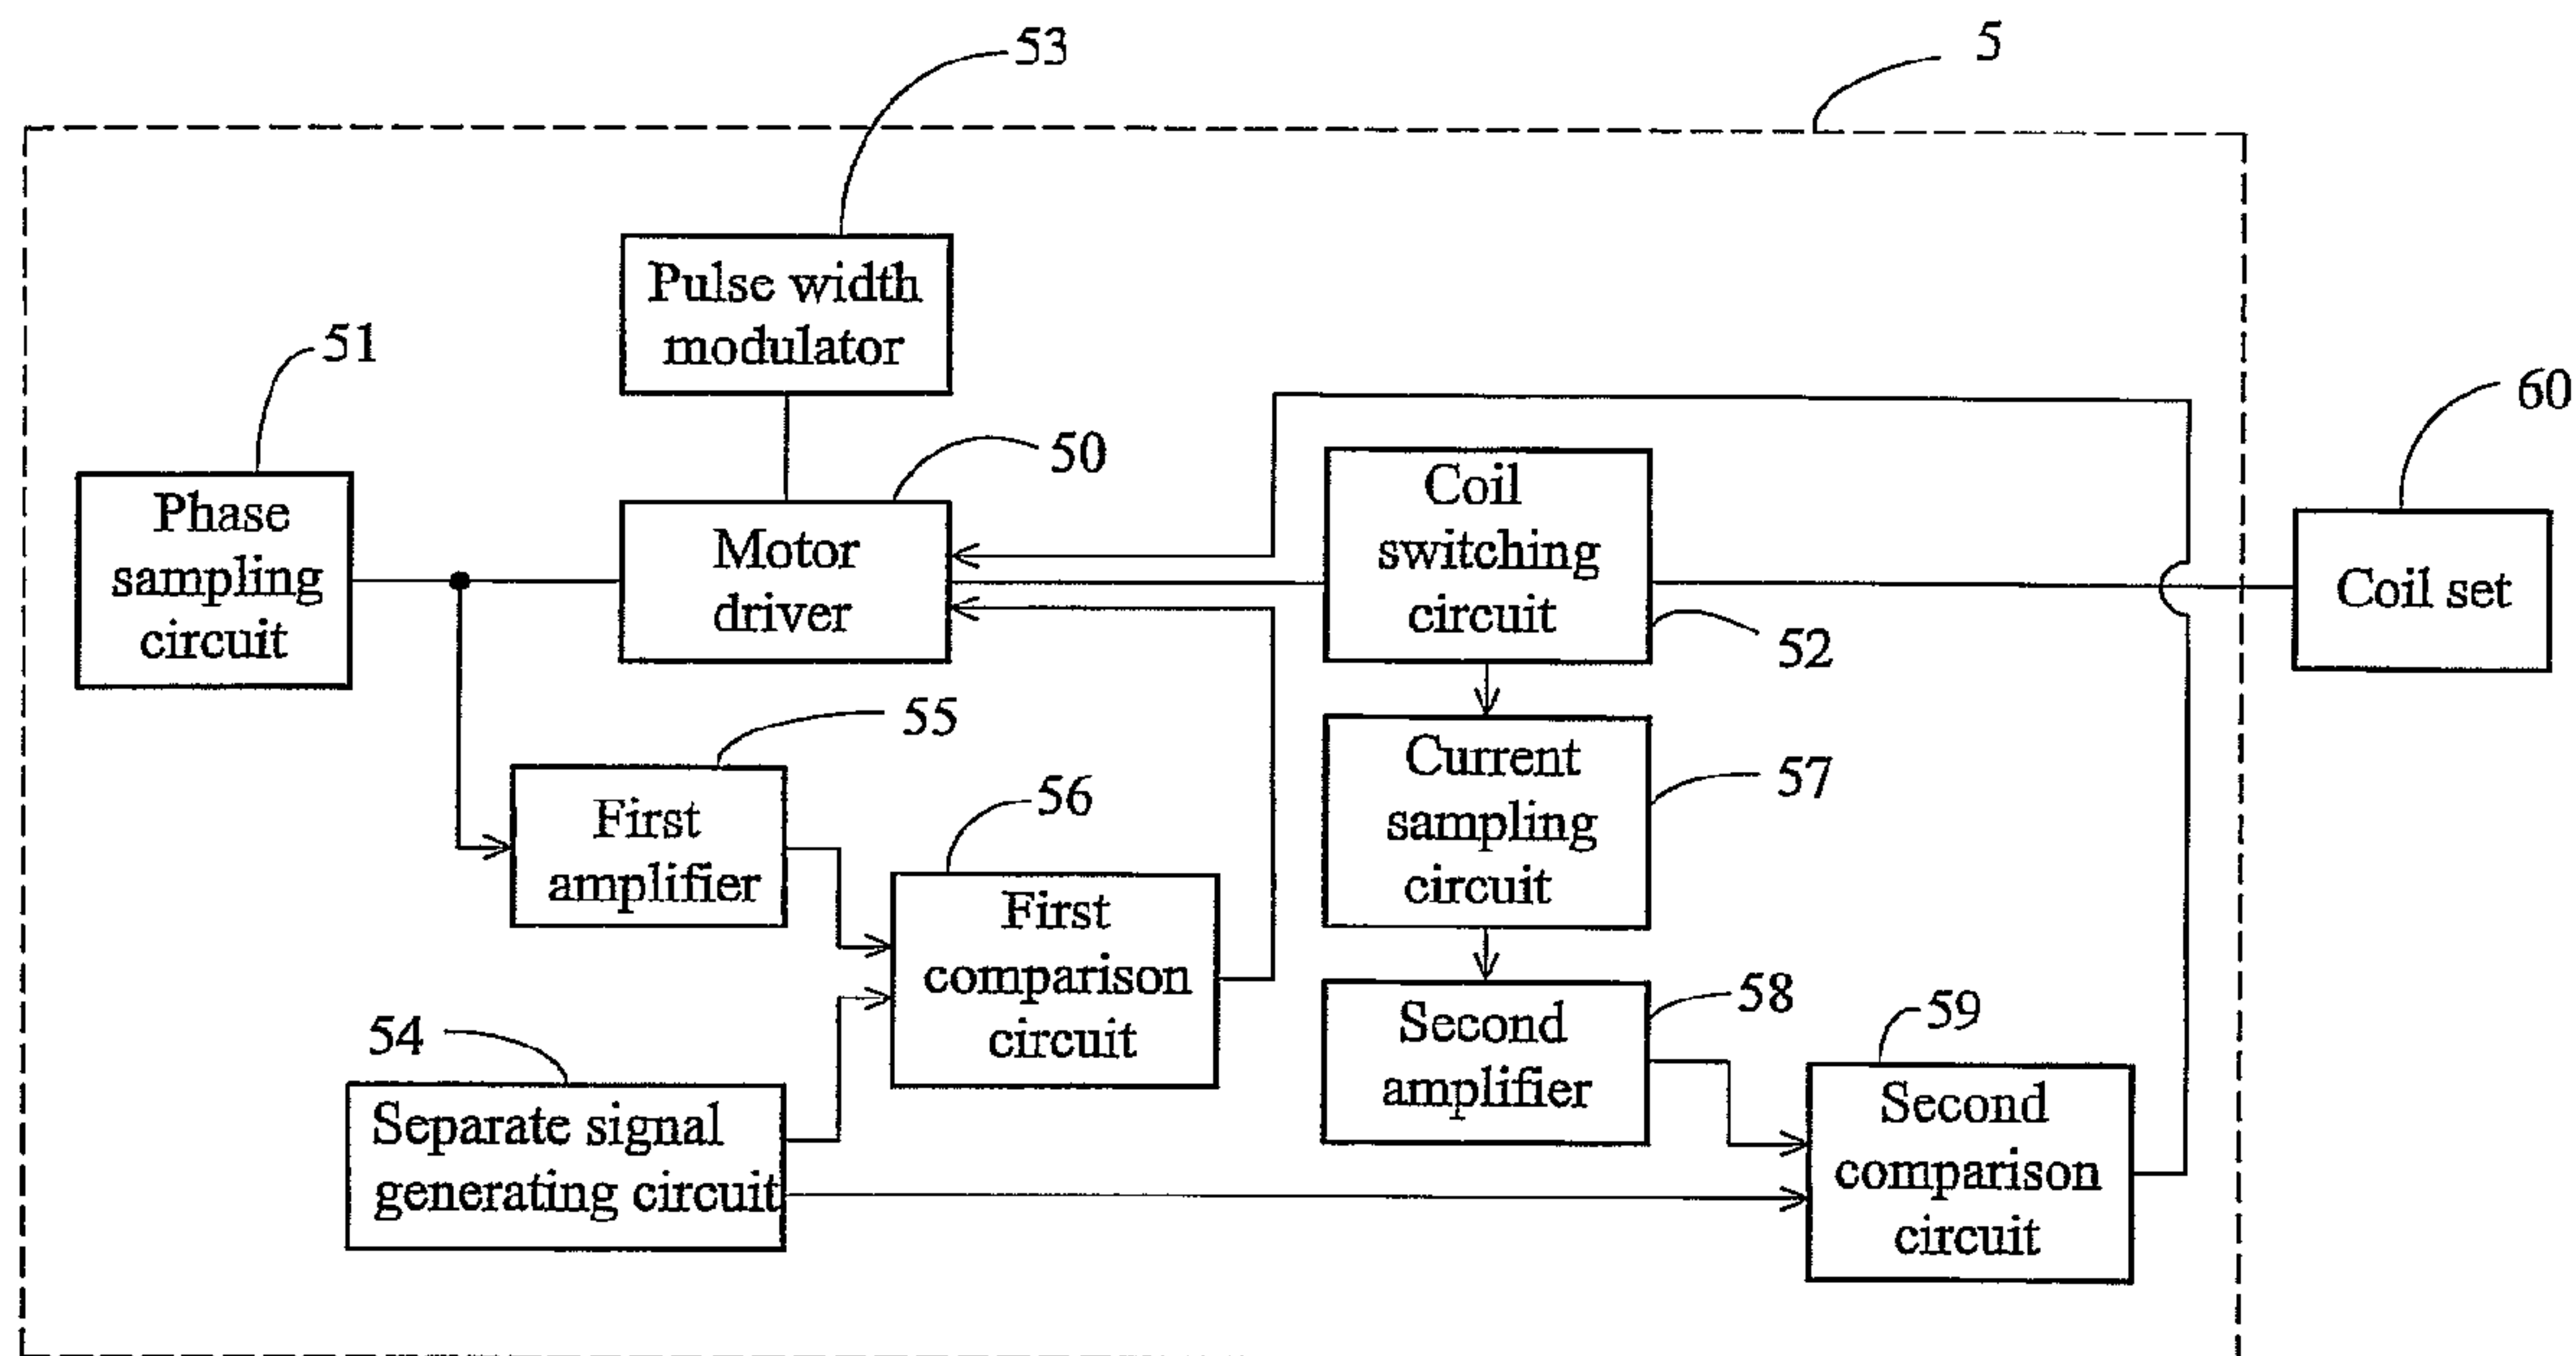 5
53
Pulse width
modulator
51
Phase
sampling
circuit
50
Motor
driver
Coil
switching
circuit
52
60
Coil set
55
First
amplifier
56
First
comparison
circuit
Current
sampling
circuit
57
54
Separate signal
generating circuit
Second
amplifier
58
59
Second
comparison
circuit